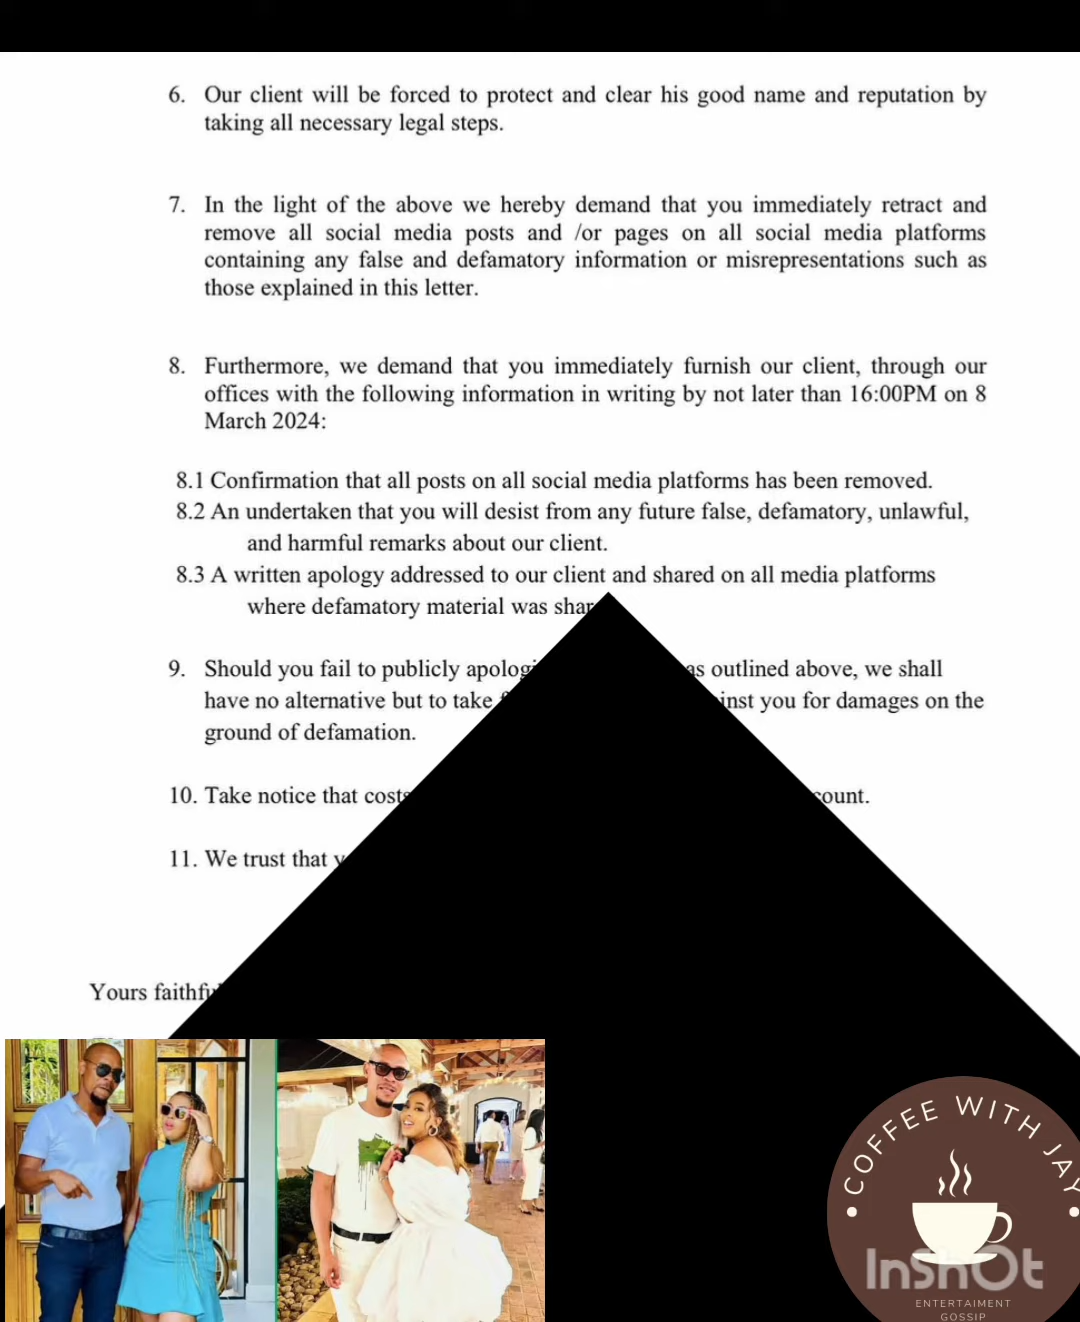 6. Our client will be forced to protect and clear his good name and reputation by
taking all necessary legal steps.
7. In the light of the above we hereby demand that you immediately retract and
remove all social media posts and /or pages on all social media platforms
containing any false and defamatory information or misrepresentations such as
those explained in this letter.
8. Furthermore, we demand that you immediately furnish our client, through our
offices with the following information in writing by not later than 16:00PM on 8
March 2024:
8.1 Confirmation that all posts on all social media platforms has been removed.
8.2 An undertaken that you will desist from any future false, defamatory, unlawful,
and harmful remarks about our client.
8.3 A written apology addressed to our client and shared on all media platforms
where defamatory material was
9. Should you fail to publicly outlined above, we shall
have no alternative but to take you for damages on the
ground of defamation.
10. Take notice that
11. We trust that
Yours
COFFEE WITH JAY
InShOt
ENTERTAIMENT
GOSSIP